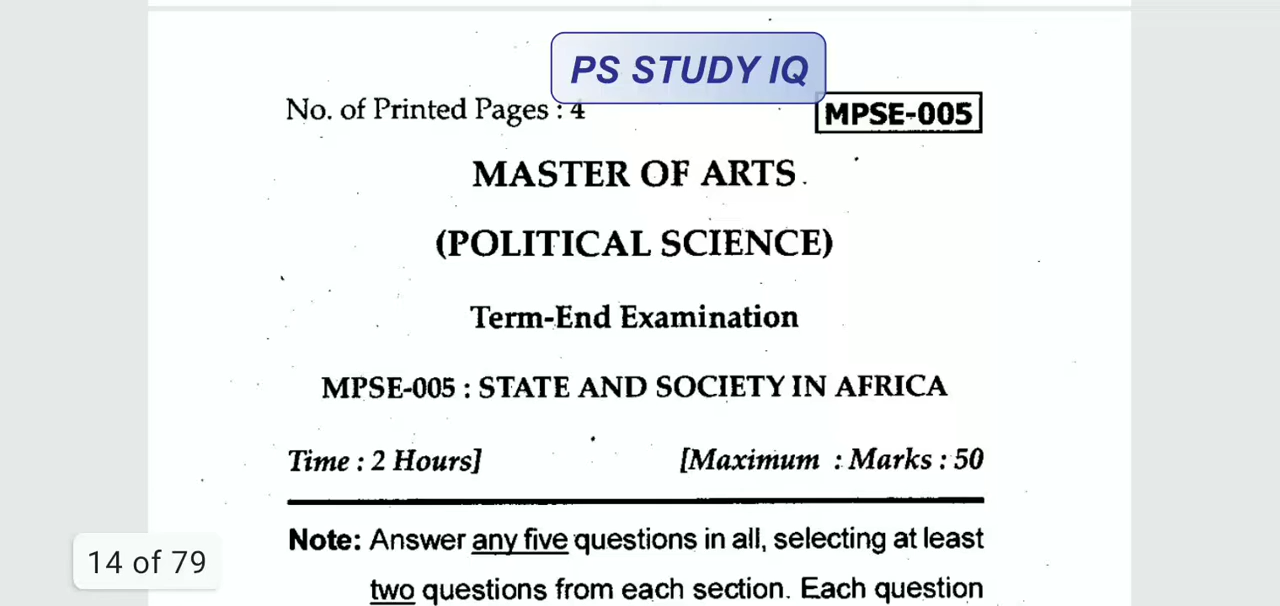 PS STUDY IQ
No. of Printed Pages : 4
MPSE-005
MASTER OF ARTS
(POLITICAL SCIENCE)
Term-End Examination
MPSE-005 : STATE AND SOCIETY IN AFRICA
Time : 2 Hours] [Maximum : Marks : 50
Note: Answer any five questions in all, selecting at least
two questions from each section. Each question
14 of 79